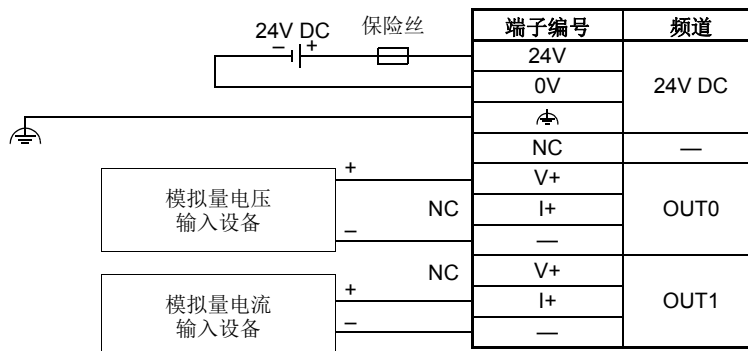 24V DC
保险丝
– +
端子编号 频道
24V
0V
24V DC
NC —
模拟量电压
输入设备
+
–
NC
V+
I+
—
OUT0
模拟量电流
输入设备
NC
+
–
V+
I+
—
OUT1